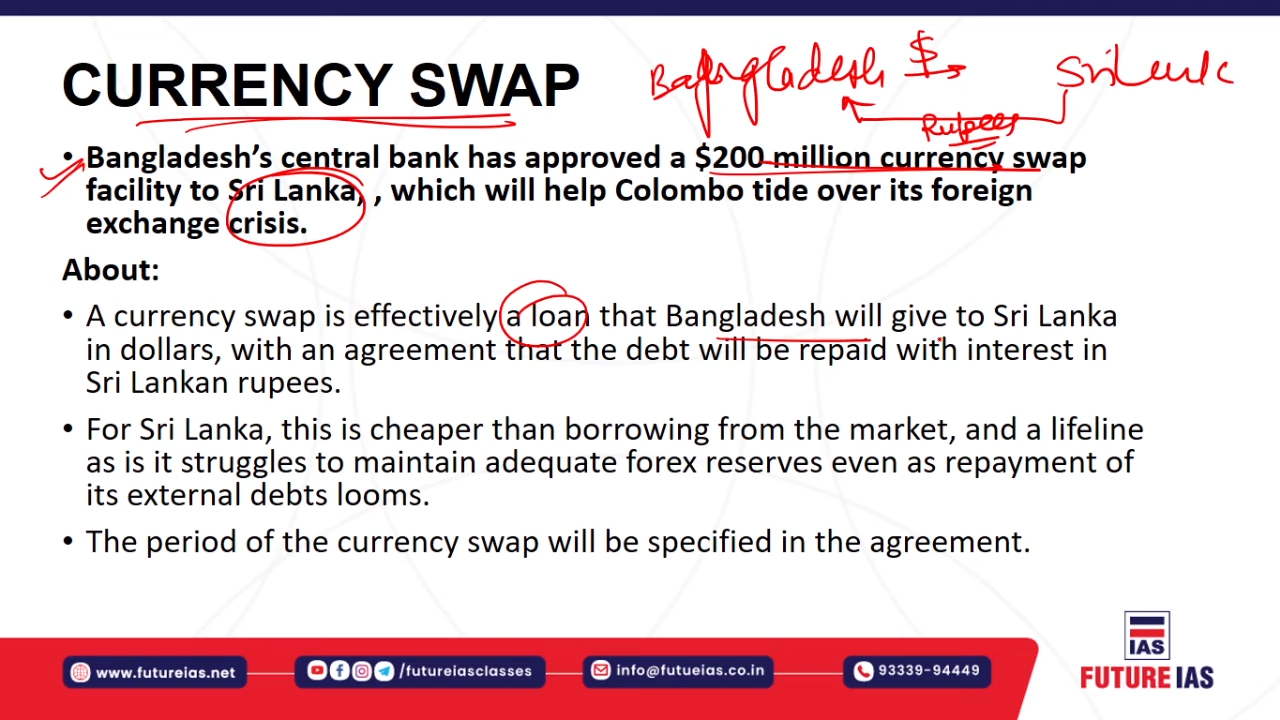 CURRENCY SWAP
Bangladesh $ SriLank
Rupees
• Bangladesh's central bank has approved a $200 million currency swap
facility to Sri Lanka, , which will help Colombo tide over its foreign
exchange crisis.
About:
• A currency swap is effectively a loan that Bangladesh will give to Sri Lanka
in dollars, with an agreement that the debt will be repaid with interest in
Sri Lankan rupees.
• For Sri Lanka, this is cheaper than borrowing from the market, and a lifeline
as is it struggles to maintain adequate forex reserves even as repayment of
its external debts looms.
• The period of the currency swap will be specified in the agreement.
www.futureias.net
/futureiasclasses
info@futueias.co.in
93339-94449
IAS
FUTURE IAS